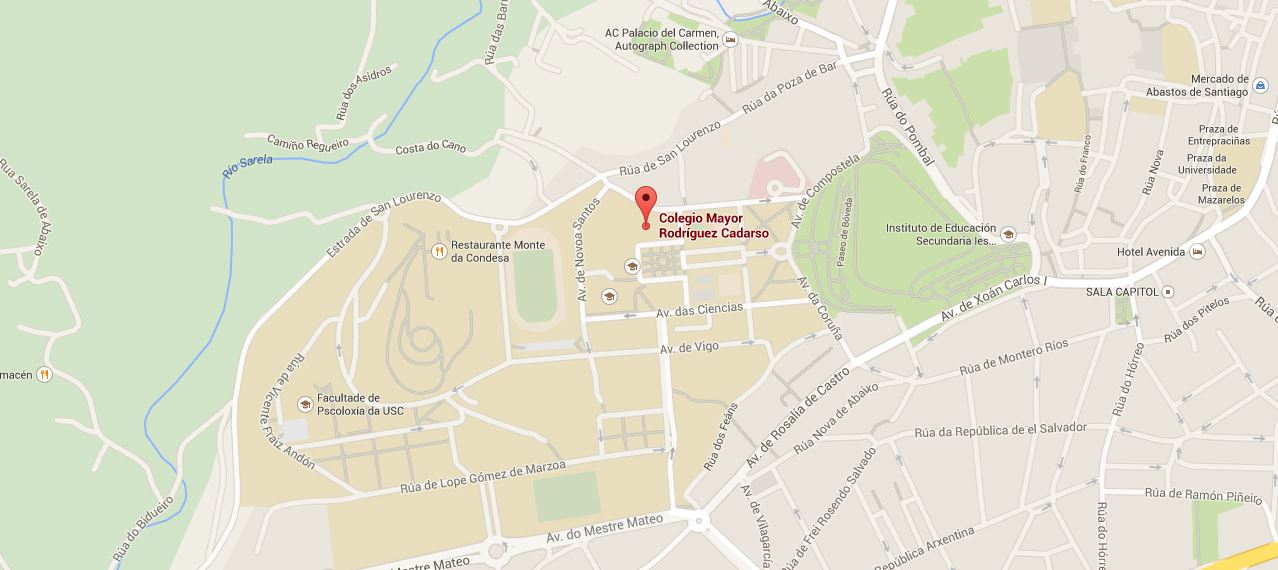 Abaixo
AC Palacio del Carmen,
Autograph Collection
Rúa das Barr
Rúa dos Asidros
Rúa da Poza de Bar
Mercado de
Abastos de Santiago
Rúa do Pombal
Camiño Regueiro
Costa do Cano
Rúa de San Lourenzo
Praza de
Entrepraciñas
Praza da
Universidade
Praza de
Mazarelos
Rúa do Franco
Rúa Nova
Río Sarela
Rua Sarela de Abaixo
Estrada de San Lourenzo
Av. de Novoa Santos
Colegio Mayor
Rodríguez Cadarso
Av. de Compostela
Paseo de Bóveda
Instituto de Educación
Secundaria Ies...
Hotel Avenida
Restaurante Monte
da Condesa
SALA CAPITOL
Av. de Xoán Carlos I
Av. das Ciencias
Av. da Coruña
Rúa dos Pitelos
Av. de Vigo
Rúa de Montero Ríos
Rúa do Hórreo
macén
Rúa de Vicente Fraiz Andón
Facultade de
Pscoloxía da USC
Av. de Rosalía de Castro
Rúa Nova de Abaixo
Rúa dos Feáns
Rúa da República de el Salvador
Rúa de Lope Gómez de Marzoa
Rúa do Bidueiro
Av. de Vilagarcía
Rúa de Frei Rosendo Salvado
Rúa de Ramón Piñeiro
Rúa do Hórreo
Av. do Mestre Mateo
Av. do Mestre Mateo
República Arxentina